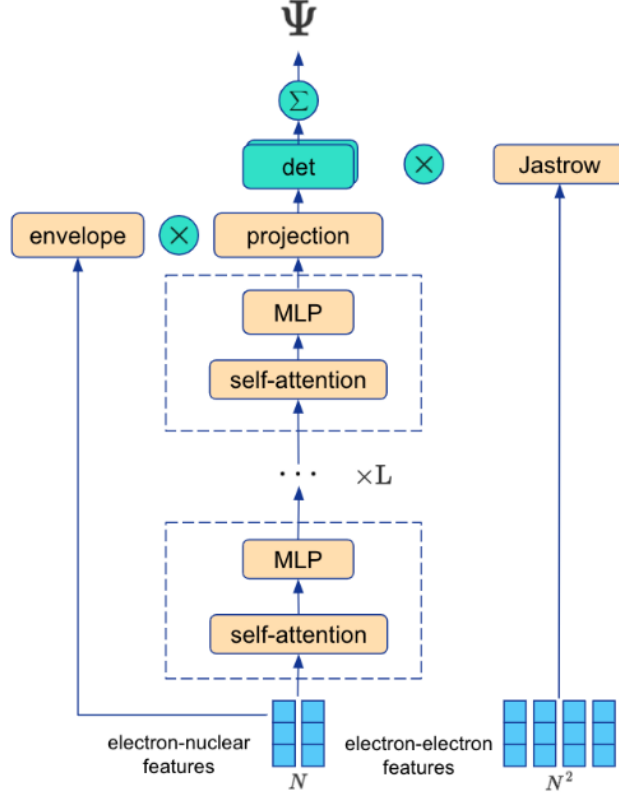 Ψ
Σ
det
×
Jastrow
envelope
×
projection
MLP
self-attention
...
×L
MLP
self-attention
electron-nuclear
features
N
electron-electron
features
N²